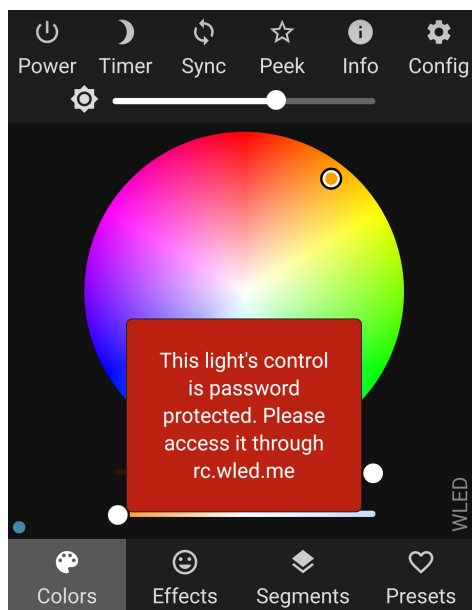 Power Timer Sync Peek Info Config
This light's control
is password
protected. Please
access it through
rc.wled.me
WLED
Colors Effects Segments Presets